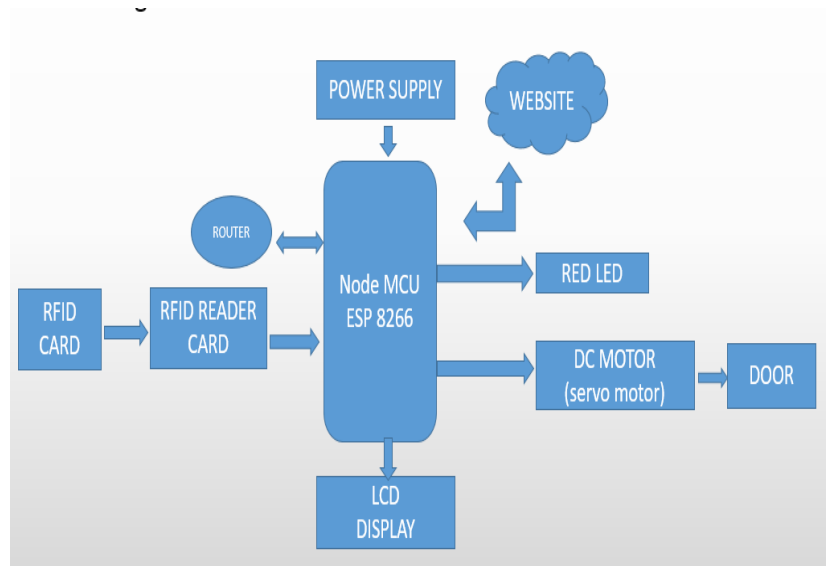 POWER SUPPLY
WEBSITE
ROUTER
Node MCU
ESP 8266
RED LED
RFID
CARD
RFID READER
CARD
DC MOTOR
(servo motor)
DOOR
LCD
DISPLAY